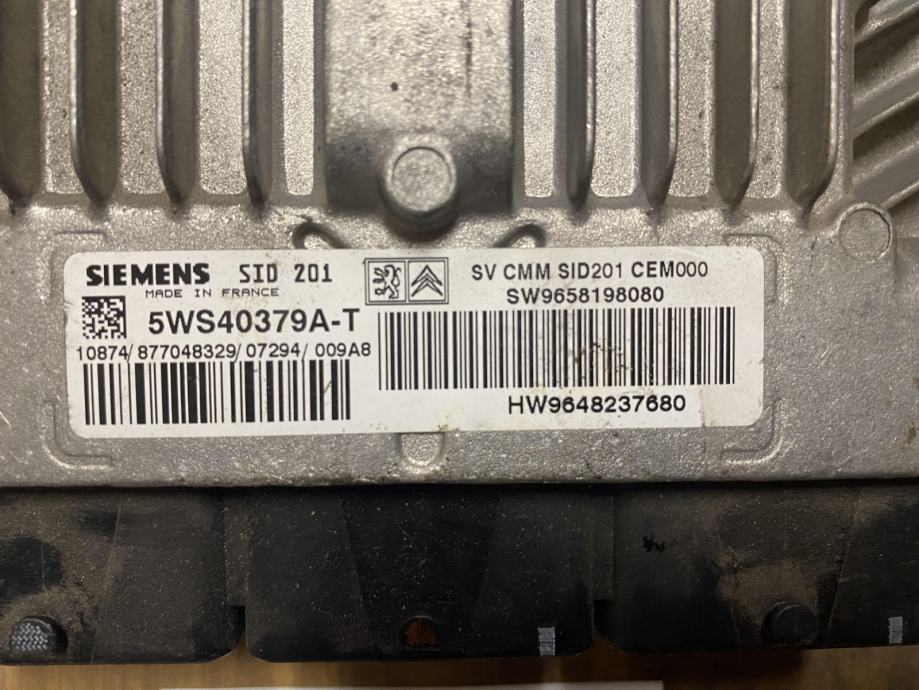 SIEMENS SID 201
MADE IN FRANCE
5WS40379A-T
10874/877048329/07294/009A8
SV CMM SID201 CEM000
SW9658198080
HW9648237680